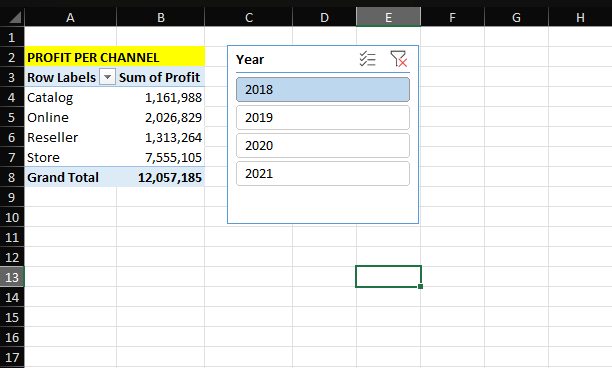 A B C D E F G H
1
2 PROFIT PER CHANNEL Year
3 Row Labels Sum of Profit
4 Catalog 1,161,988 2018
5 Online 2,026,829 2019
6 Reseller 1,313,264 2020
7 Store 7,555,105 2021
8 Grand Total 12,057,185
9
10
11
12
13
14
15
16
17